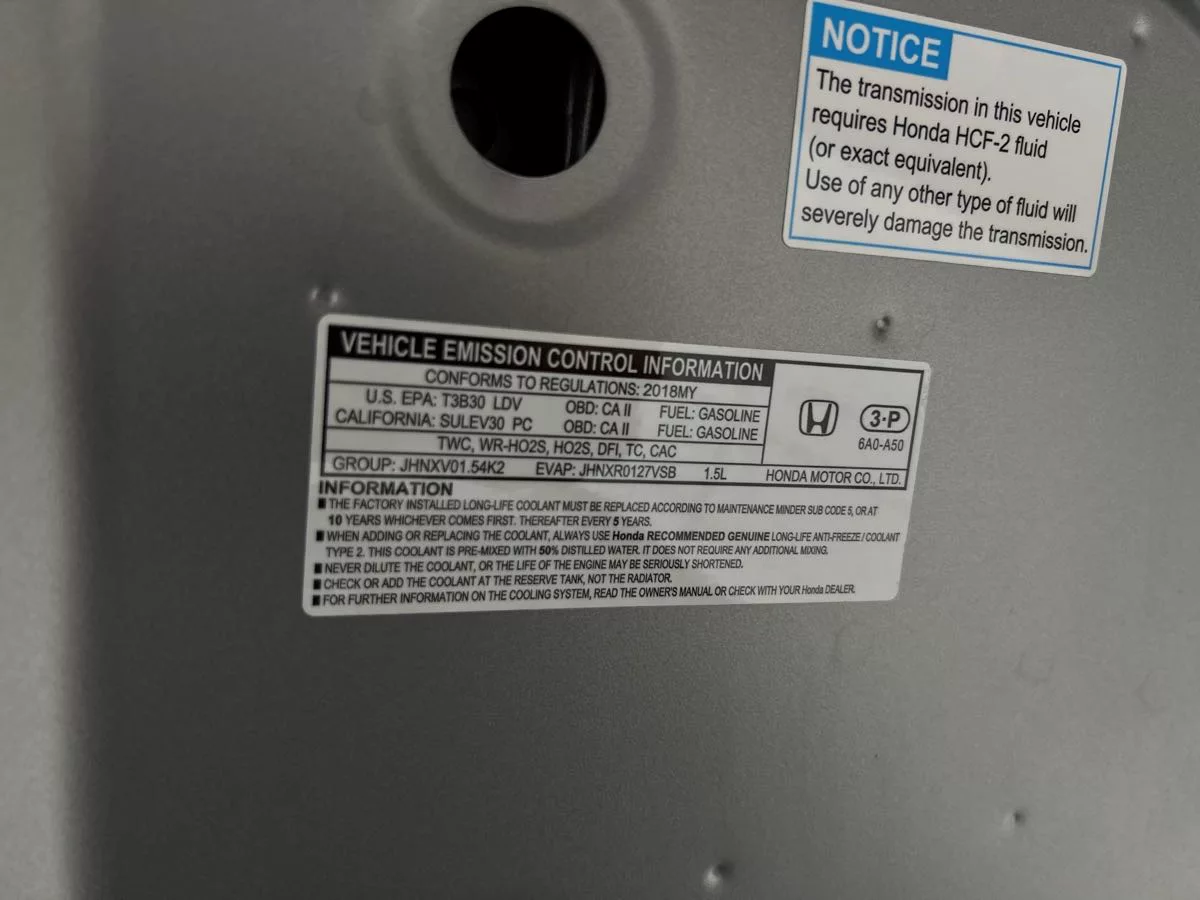 NOTICE
The transmission in this vehicle
requires Honda HCF-2 fluid
(or exact equivalent).
Use of any other type of fluid will
severely damage the transmission.
VEHICLE EMISSION CONTROL INFORMATION
CONFORMS TO REGULATIONS: 2018MY
U.S. EPA: T3B30 LDV OBD: CA II FUEL: GASOLINE
CALIFORNIA: SULEV30 PC OBD: CA II FUEL: GASOLINE
TWC, WR-HO2S, HO2S, DFI, TC, CAC
GROUP: JHNXV01.54K2 EVAP: JHNXR0127VSB 1.5L
3-P
6A0-A50
HONDA MOTOR CO., LTD.
INFORMATION
■ THE FACTORY INSTALLED LONG-LIFE COOLANT MUST BE REPLACED ACCORDING TO MAINTENANCE MINDER SUB CODE 5, OR AT
10 YEARS WHICHEVER COMES FIRST. THEREAFTER EVERY 5 YEARS.
■ WHEN ADDING OR REPLACING THE COOLANT, ALWAYS USE Honda RECOMMENDED GENUINE LONG-LIFE ANTI-FREEZE / COOLANT
TYPE 2. THIS COOLANT IS PRE-MIXED WITH 50% DISTILLED WATER. IT DOES NOT REQUIRE ANY ADDITIONAL MIXING.
■ NEVER DILUTE THE COOLANT, OR THE LIFE OF THE ENGINE MAY BE SERIOUSLY SHORTENED.
■ CHECK OR ADD THE COOLANT AT THE RESERVE TANK, NOT THE RADIATOR.
■ FOR FURTHER INFORMATION ON THE COOLING SYSTEM, READ THE OWNER'S MANUAL OR CHECK WITH YOUR Honda DEALER.